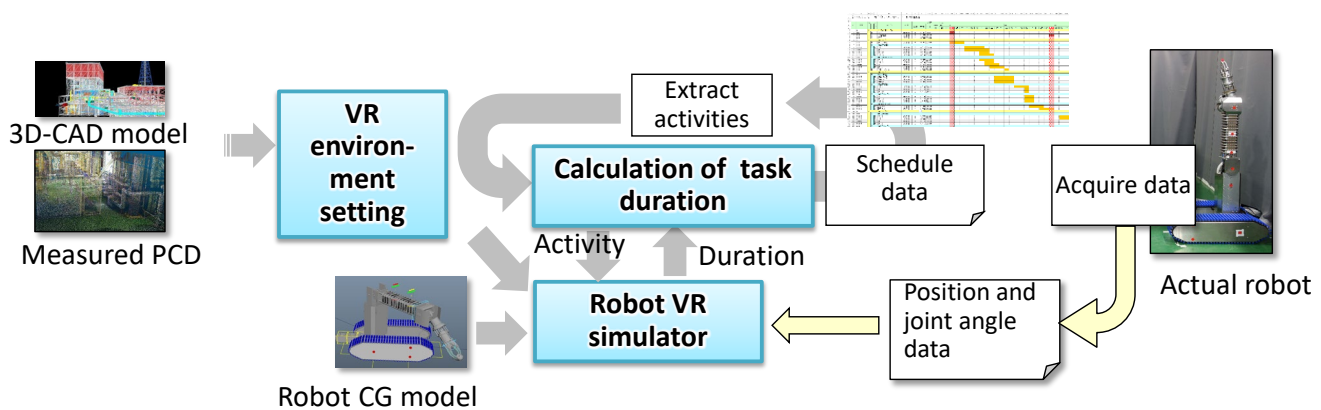 3D-CAD model
Measured PCD
VR
environ-
ment
setting
Extract
activities
Calculation of task
duration
Schedule
data
Acquire data
Actual robot
Activity
Duration
Robot VR
simulator
Position and
joint angle
data
Robot CG model